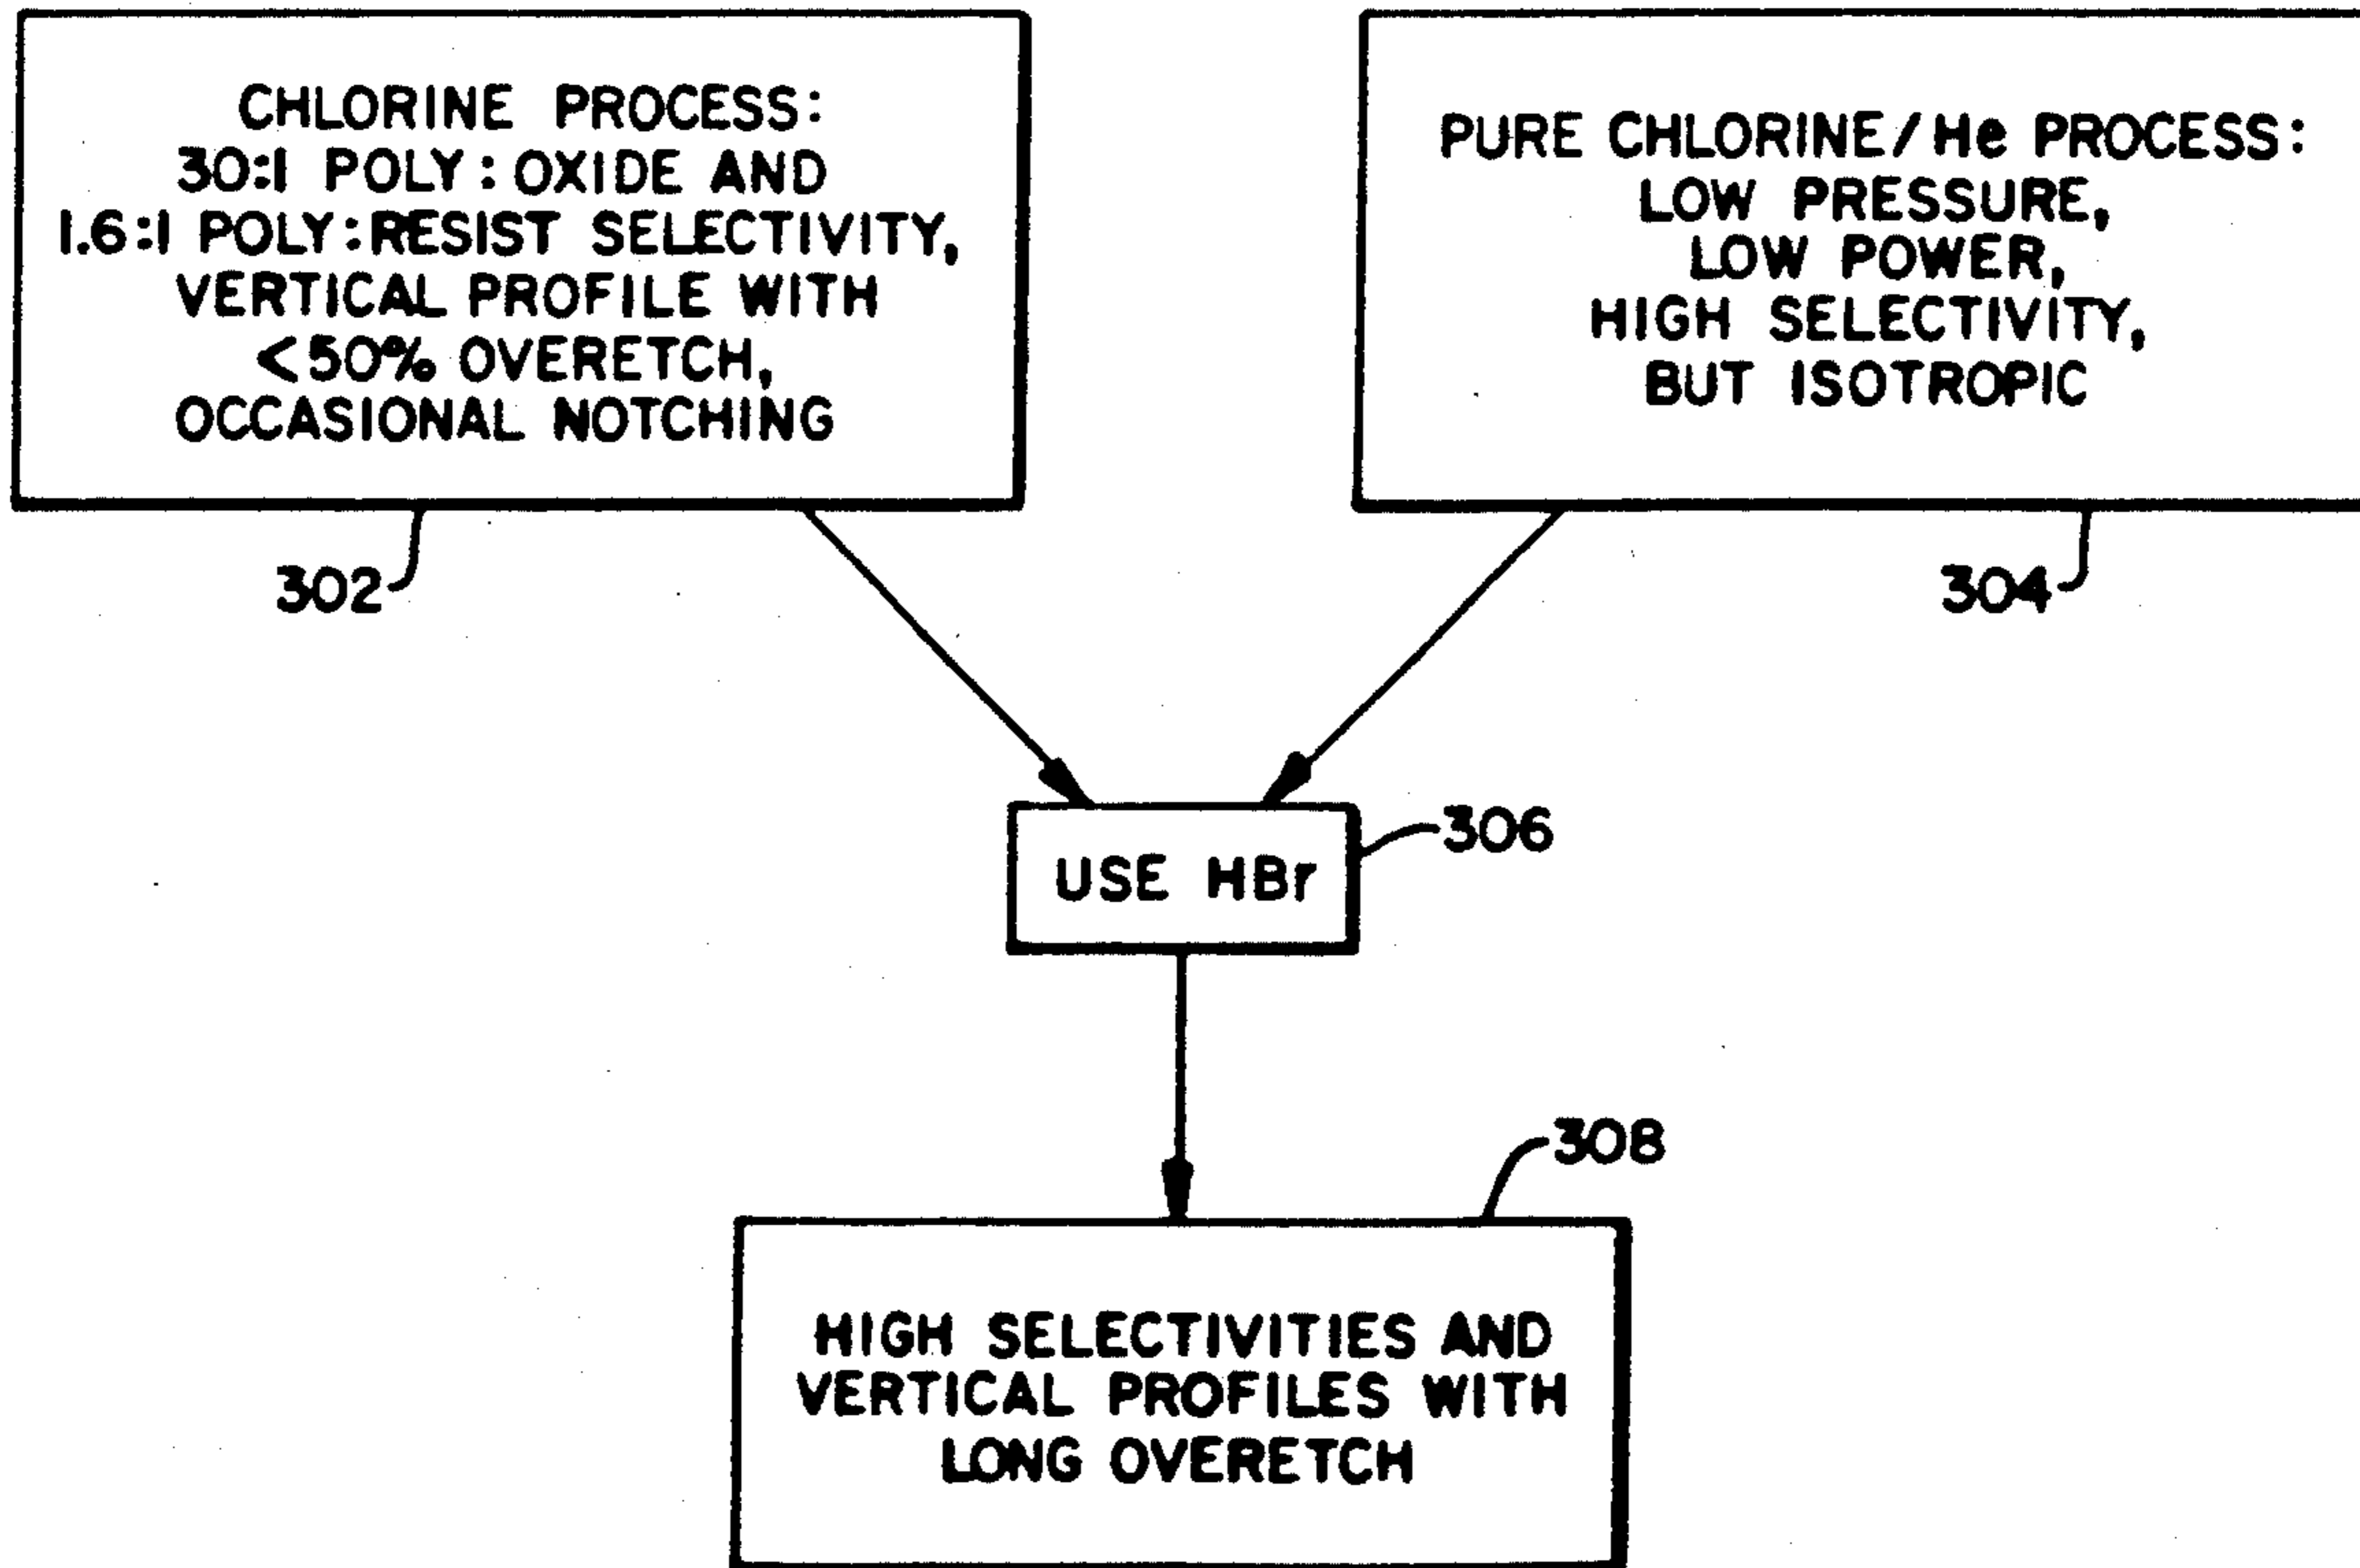 CHLORINE PROCESS:
30:1 POLY:OXIDE AND
1.6:1 POLY:RESIST SELECTIVITY,
VERTICAL PROFILE WITH
<50% OVERETCH,
OCCASIONAL NOTCHING
302
PURE CHLORINE/He PROCESS:
LOW PRESSURE,
LOW POWER,
HIGH SELECTIVITY,
BUT ISOTROPIC
304
USE HBr
306
308
HIGH SELECTIVITIES AND
VERTICAL PROFILES WITH
LONG OVERETCH